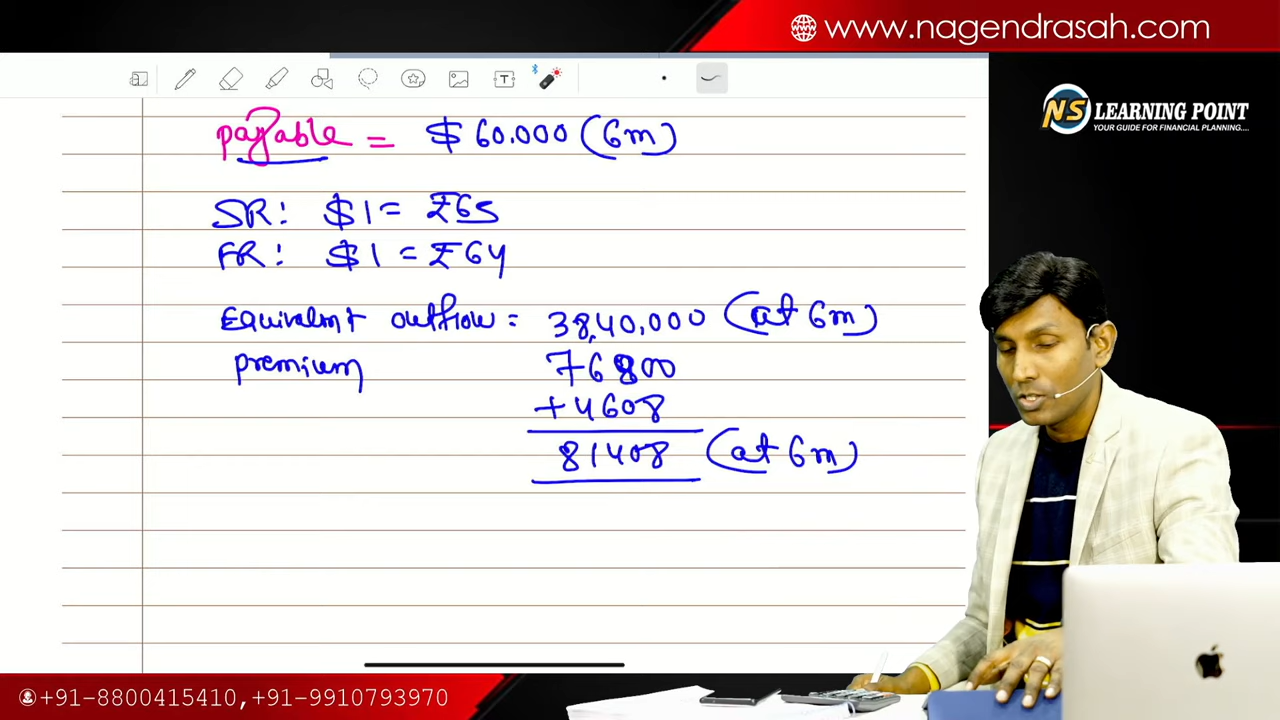 www.nagendrasah.com
NS LEARNING POINT
YOUR GUIDE FOR FINANCIAL PLANNING....
payable = $ 60.000 (6m)
SR: $1 = ₹65
FR: $1 = ₹64
Equivalent outflow = 38,40,000 (at 6m)
premium 76800
+4608
81408 (at 6m)
+91-8800415410,+91-9910793970